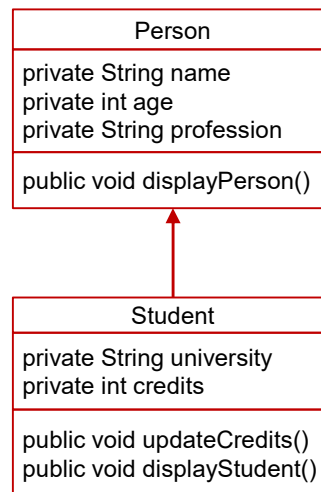 Person
private String name
private int age
private String profession
public void displayPerson()
Student
private String university
private int credits
public void updateCredits()
public void displayStudent()